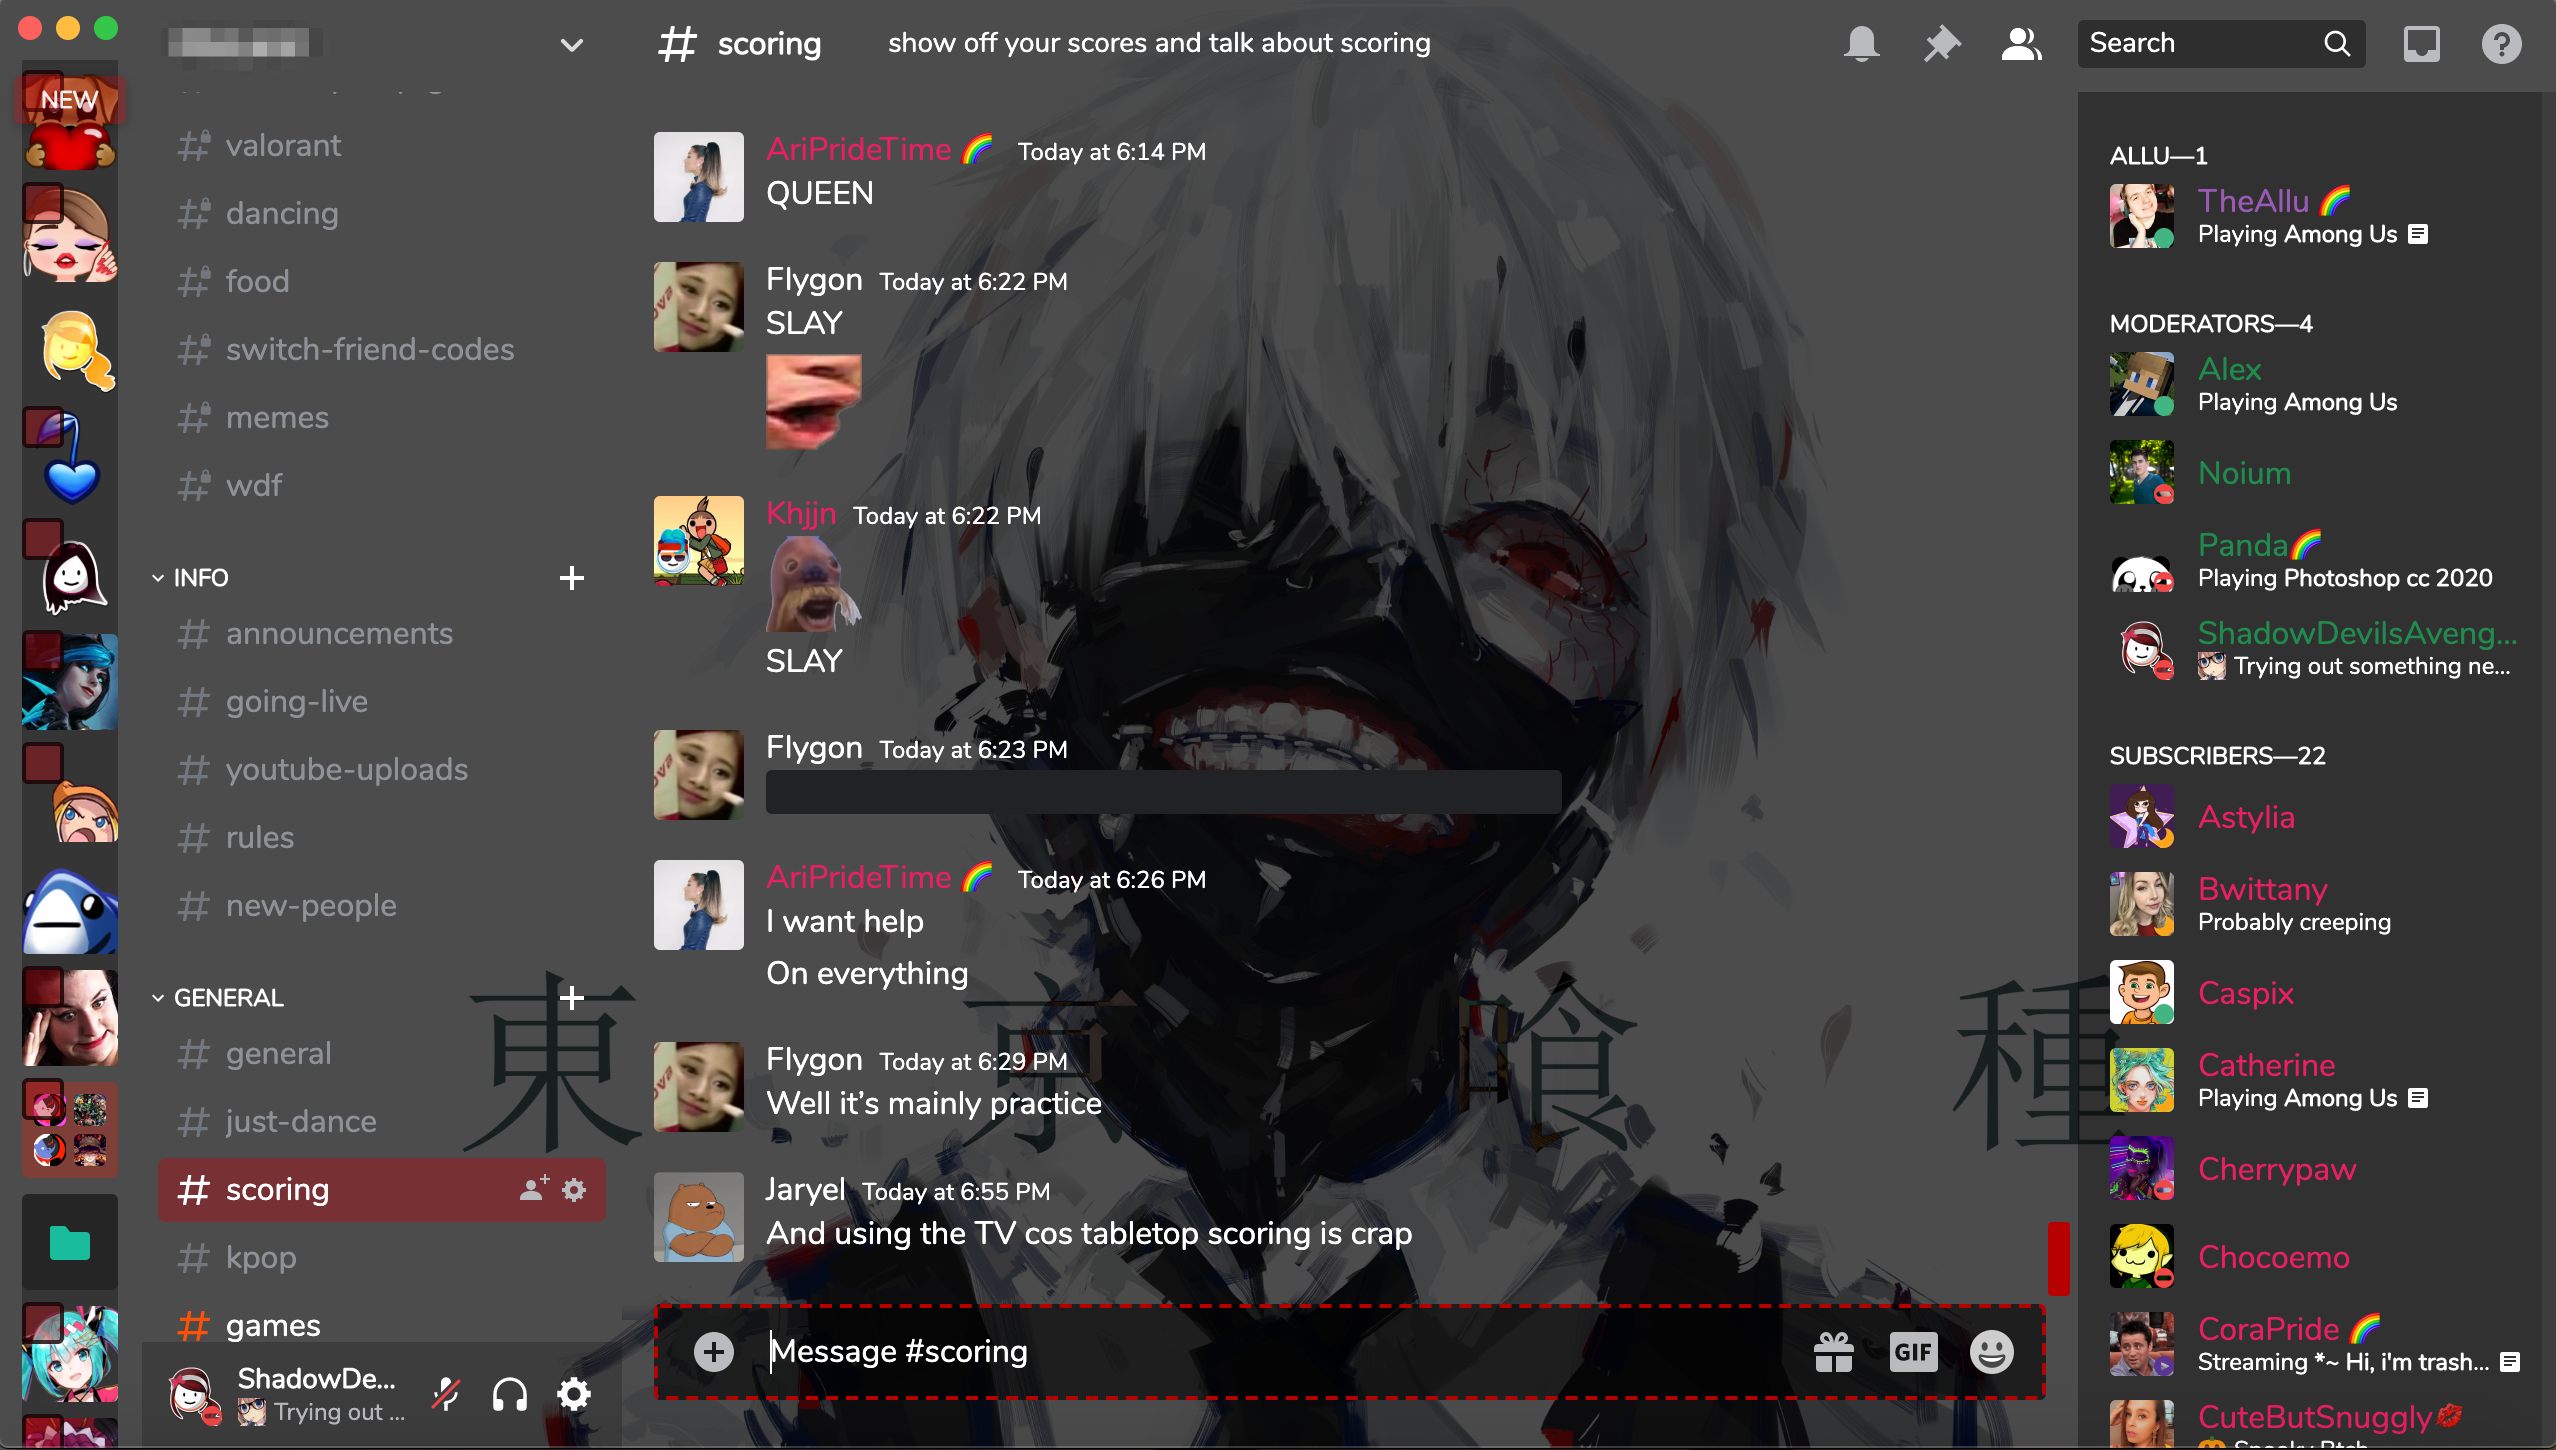 NEW
valorant
dancing
food
switch-friend-codes
memes
wdf
INFO
announcements
going-live
youtube-uploads
rules
new-people
GENERAL
general
just-dance
scoring
kpop
games
ShadowDe...
Trying out ...
scoring
show off your scores and talk about scoring
Search
AriPrideTime Today at 6:14 PM
QUEEN
Flygon Today at 6:22 PM
SLAY
Khjjn Today at 6:22 PM
SLAY
Flygon Today at 6:23 PM
AriPrideTime Today at 6:26 PM
I want help
On everything
東京喰種
Flygon Today at 6:29 PM
Well it's mainly practice
Jaryel Today at 6:55 PM
And using the TV cos tabletop scoring is crap
Message #scoring
GIF
ALLU—1
TheAllu
Playing Among Us
MODERATORS—4
Alex
Playing Among Us
Noium
Panda
Playing Photoshop cc 2020
ShadowDevilsAveng...
Trying out something ne...
SUBSCRIBERS—22
Astylia
Bwittany
Probably creeping
Caspix
Catherine
Playing Among Us
Cherrypaw
Chocoemo
CoraPride
Streaming *~ Hi, i'm trash...
CuteButSnuggly